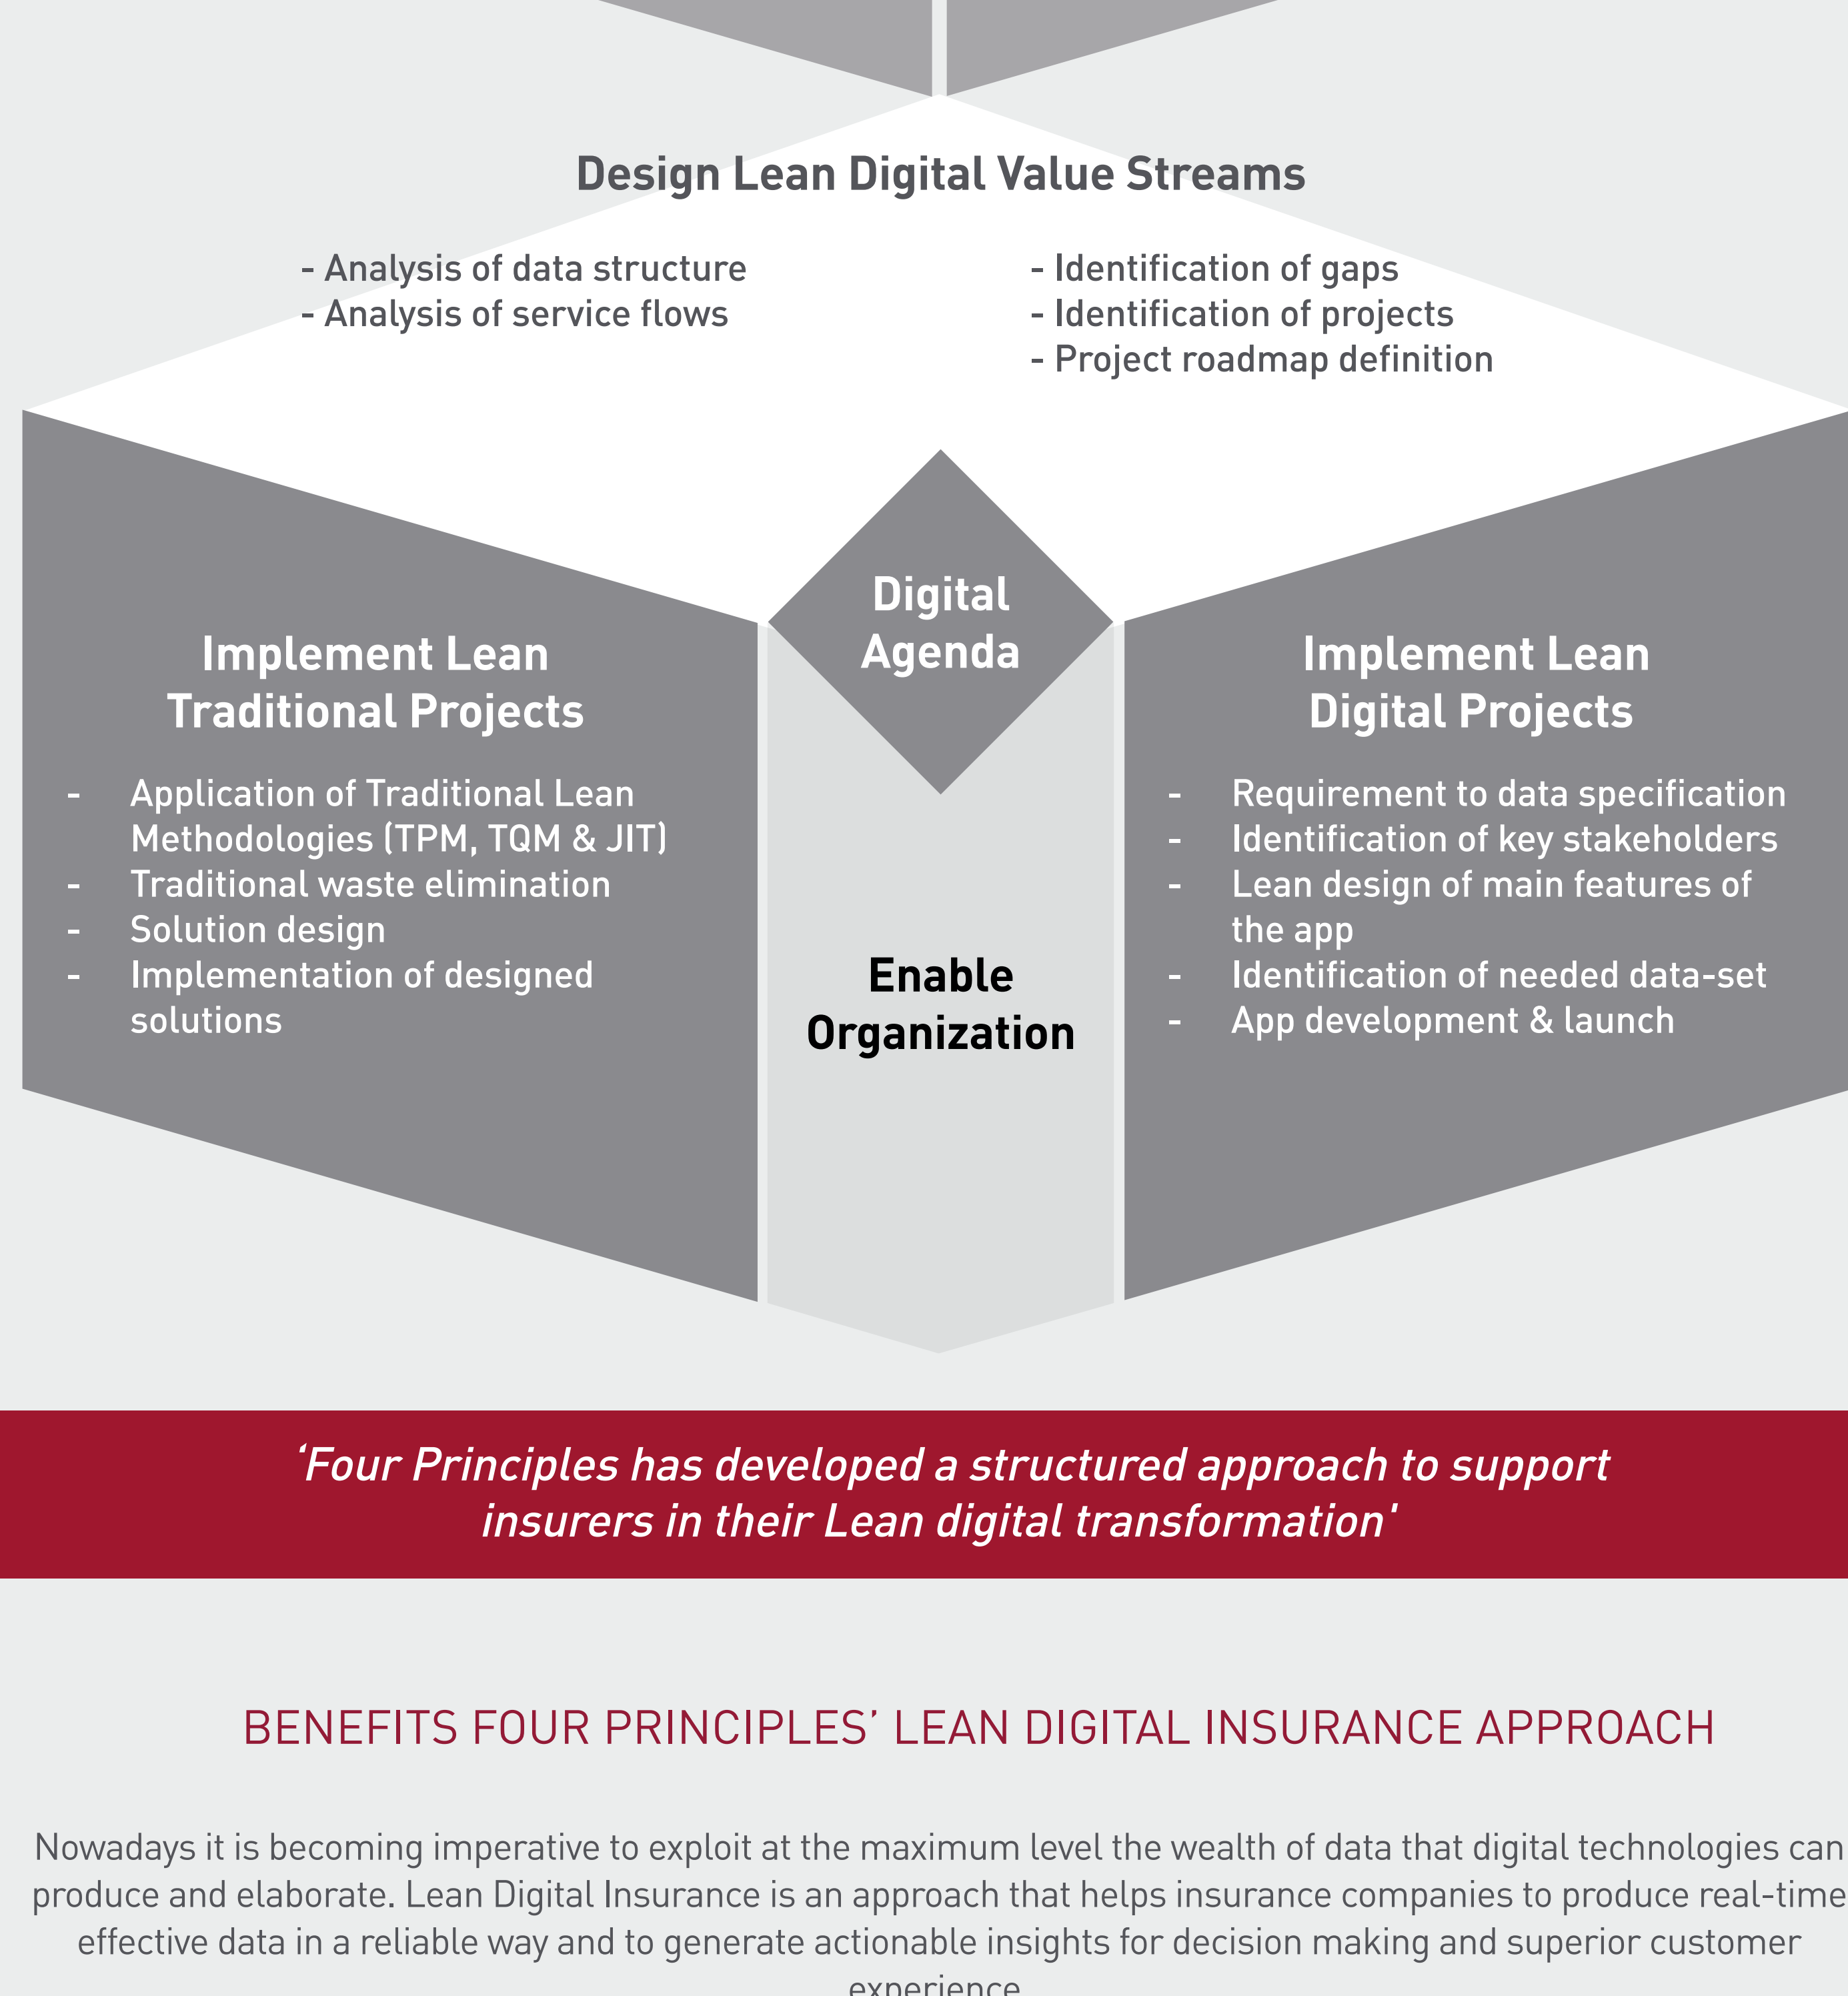 Design Lean Digital Value Streams
- Analysis of data structure
- Analysis of service flows
- Identification of gaps
- Identification of projects
- Project roadmap definition
Digital
Agenda
Implement Lean
Traditional Projects
- Application of Traditional Lean
Methodologies (TPM, TQM & JIT)
- Traditional waste elimination
- Solution design
- Implementation of designed
solutions
Enable
Organization
Implement Lean
Digital Projects
- Requirement to data specification
- Identification of key stakeholders
- Lean design of main features of
the app
- Identification of needed data-set
- App development & launch
‘Four Principles has developed a structured approach to support
insurers in their Lean digital transformation'
BENEFITS FOUR PRINCIPLES’ LEAN DIGITAL INSURANCE APPROACH
Nowadays it is becoming imperative to exploit at the maximum level the wealth of data that digital technologies can
produce and elaborate. Lean Digital Insurance is an approach that helps insurance companies to produce real-time
effective data in a reliable way and to generate actionable insights for decision making and superior customer
experience